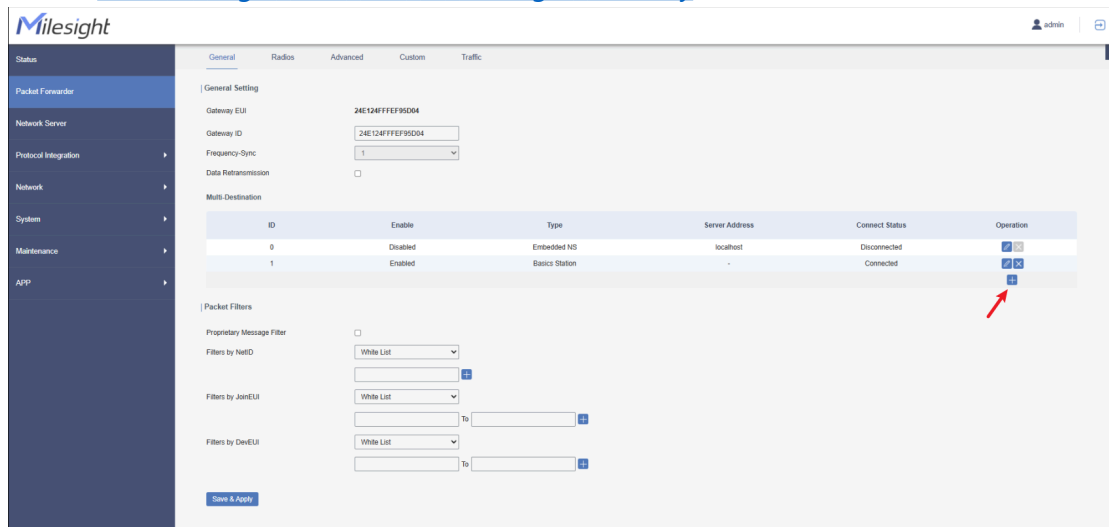 Milesight
admin
Status
Packet Forwarder
Network Server
Protocol Integration
Network
System
Maintenance
APP
General Radios Advanced Custom Traffic
General Setting
Gateway EUI 24E124FFFEF95D04
Gateway ID 24E124FFFEF95D04
Frequency-Sync 1
Data Retransmission
Multi-Destination
ID Enable Type Server Address Connect Status Operation
0 Disabled Embedded NS localhost Disconnected
1 Enabled Basics Station - Connected
Packet Filters
Proprietary Message Filter
Filters by NetID White List
Filters by JoinEUI White List
To
Filters by DevEUI White List
To
Save & Apply